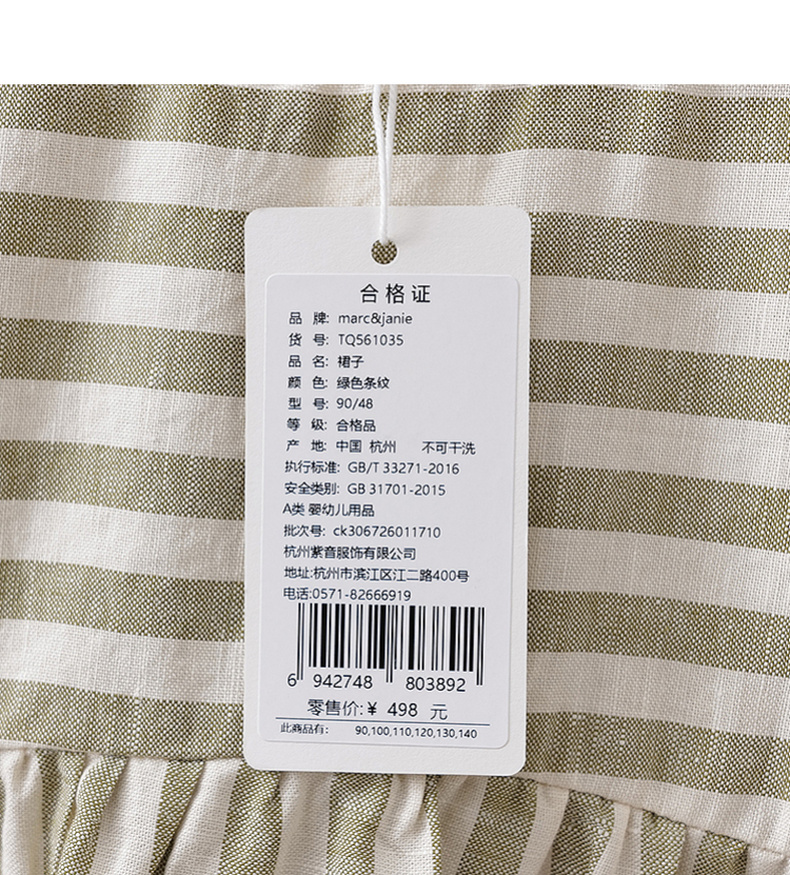 合格证
品 牌: marc&janie
货 号: TQ561035
品 名: 裙子
颜 色: 绿色条纹
型 号: 90/48
等 级: 合格品
产 地: 中国 杭州 不可干洗
执行标准: GB/T 33271-2016
安全类别: GB 31701-2015
A类 婴幼儿用品
批次号: ck306726011710
杭州紫音服饰有限公司
地址:杭州市滨江区江二路400号
电话:0571-82666919
6 942748 803892
零售价:¥ 498 元
此商品有: 90,100,110,120,130,140